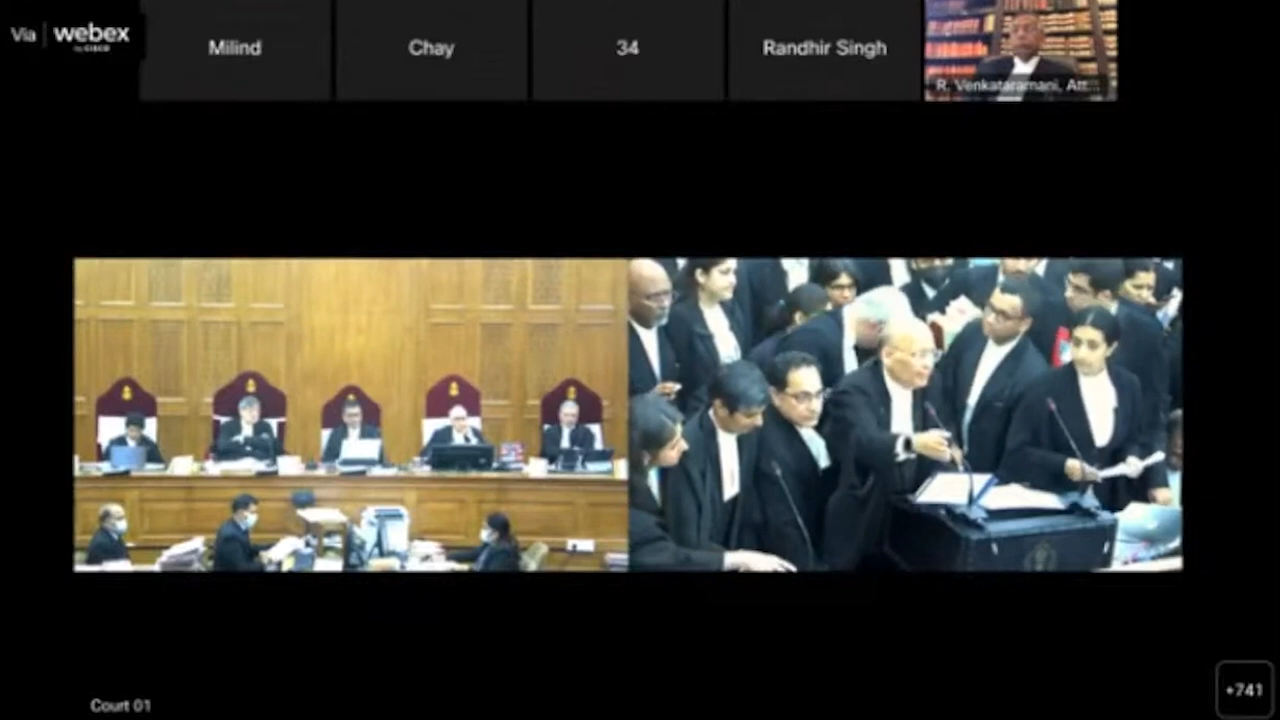 Via webex
by CISCO
Milind
Chay
34
Randhir Singh
R. Venkataramani, Att...
Court 01
+741